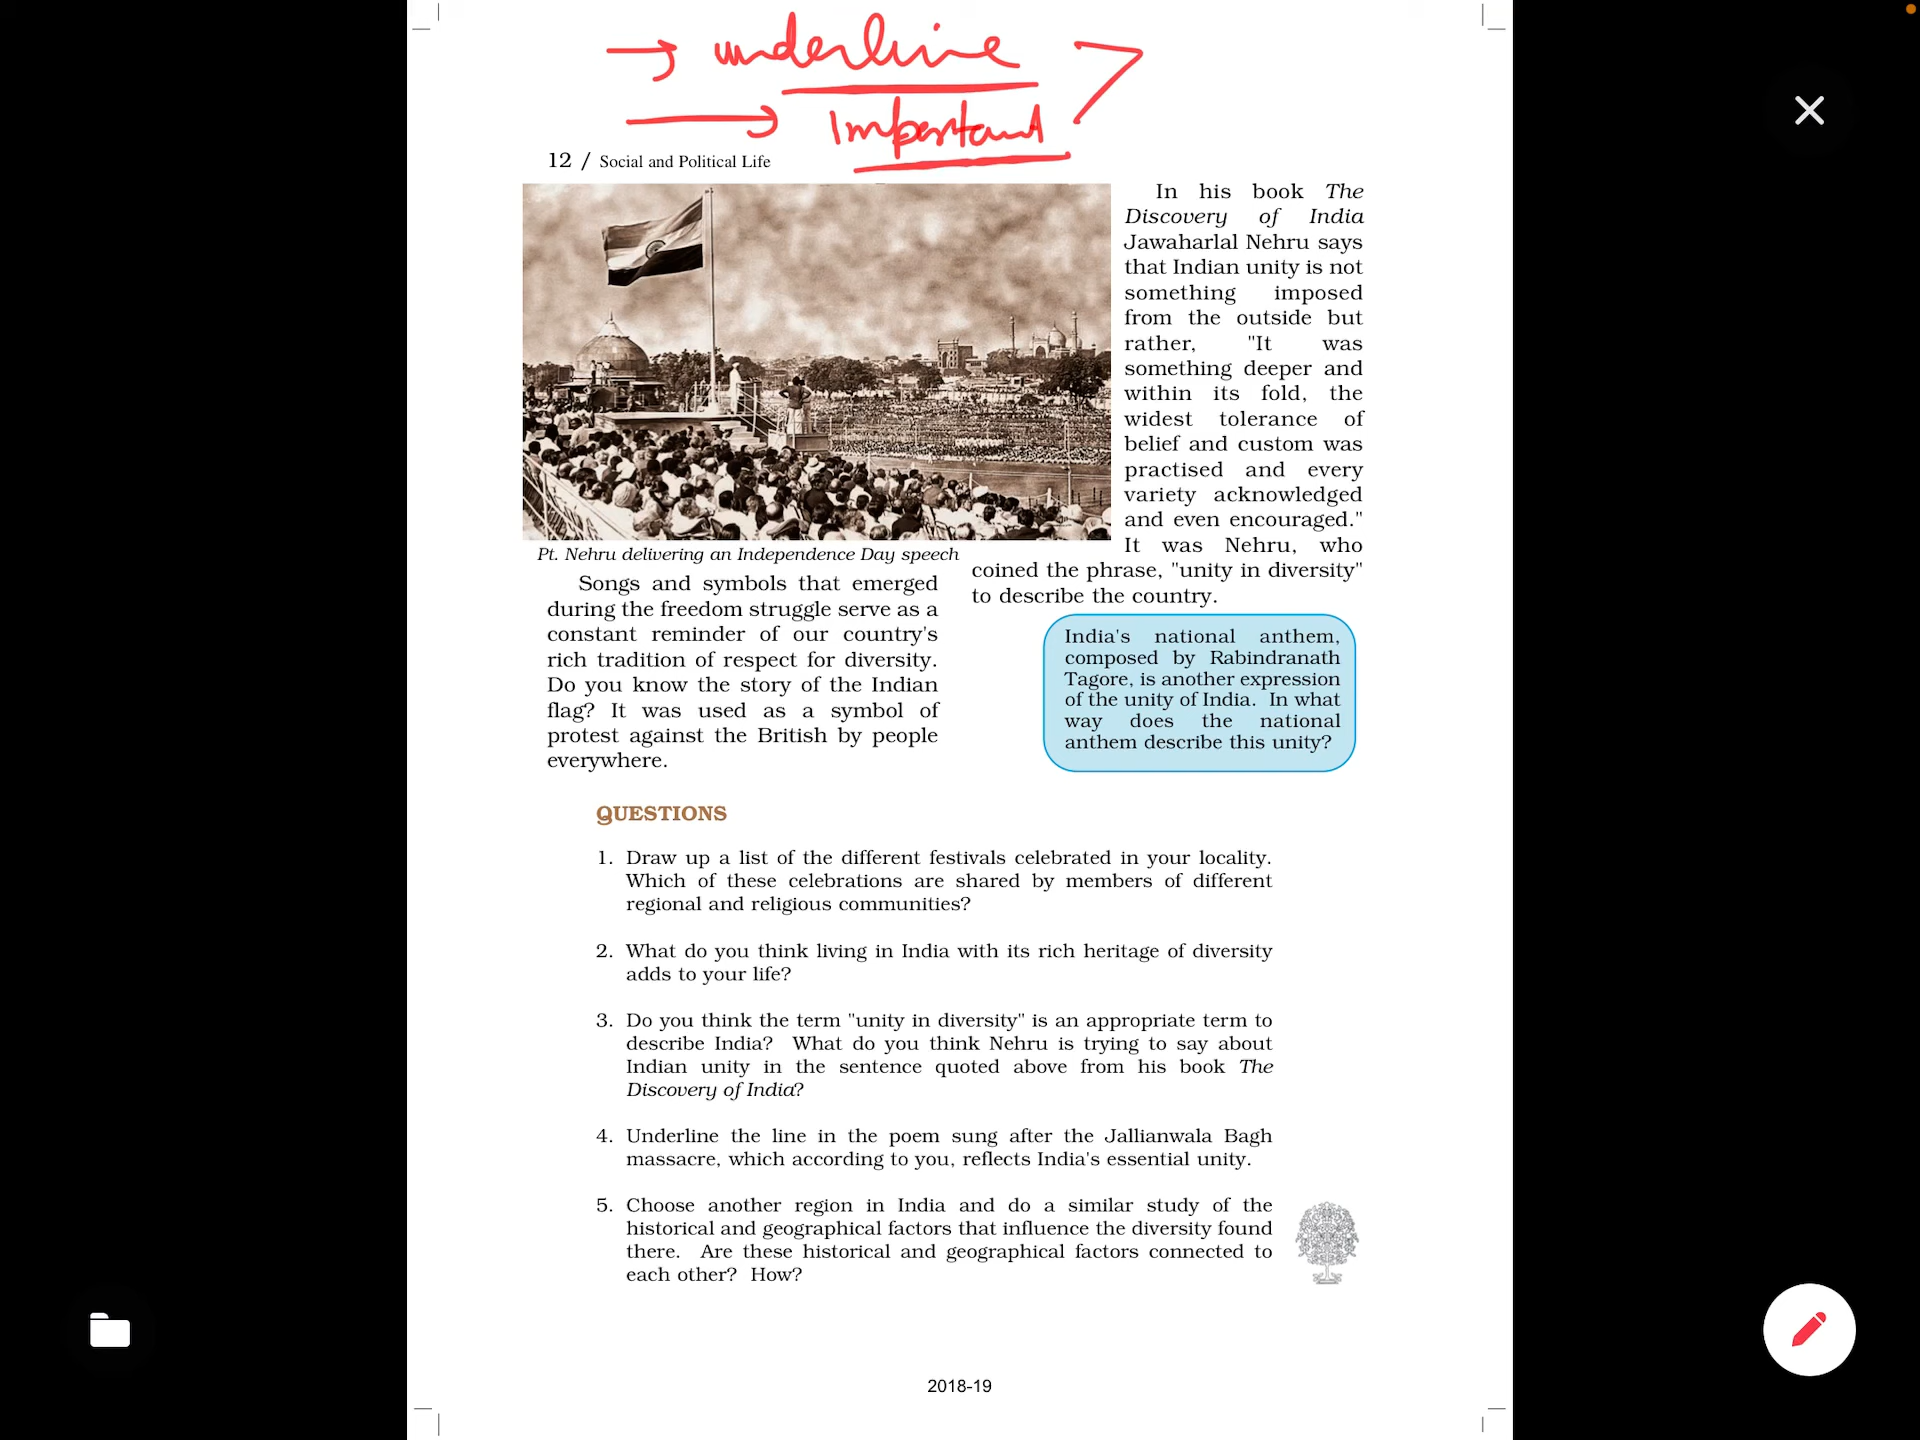 → underline
→ Important
12 / Social and Political Life
In his book The
Discovery of India
Jawaharlal Nehru says
that Indian unity is not
something imposed
from the outside but
rather, "It was
something deeper and
within its fold, the
widest tolerance of
belief and custom was
practised and every
variety acknowledged
and even encouraged."
It was Nehru, who
coined the phrase, "unity in diversity"
to describe the country.
Pt. Nehru delivering an Independence Day speech
Songs and symbols that emerged
during the freedom struggle serve as a
constant reminder of our country's
rich tradition of respect for diversity.
Do you know the story of the Indian
flag? It was used as a symbol of
protest against the British by people
everywhere.
India's national anthem,
composed by Rabindranath
Tagore, is another expression
of the unity of India. In what
way does the national
anthem describe this unity?
QUESTIONS
1. Draw up a list of the different festivals celebrated in your locality.
Which of these celebrations are shared by members of different
regional and religious communities?
2. What do you think living in India with its rich heritage of diversity
adds to your life?
3. Do you think the term "unity in diversity" is an appropriate term to
describe India? What do you think Nehru is trying to say about
Indian unity in the sentence quoted above from his book The
Discovery of India?
4. Underline the line in the poem sung after the Jallianwala Bagh
massacre, which according to you, reflects India's essential unity.
5. Choose another region in India and do a similar study of the
historical and geographical factors that influence the diversity found
there. Are these historical and geographical factors connected to
each other? How?
2018-19